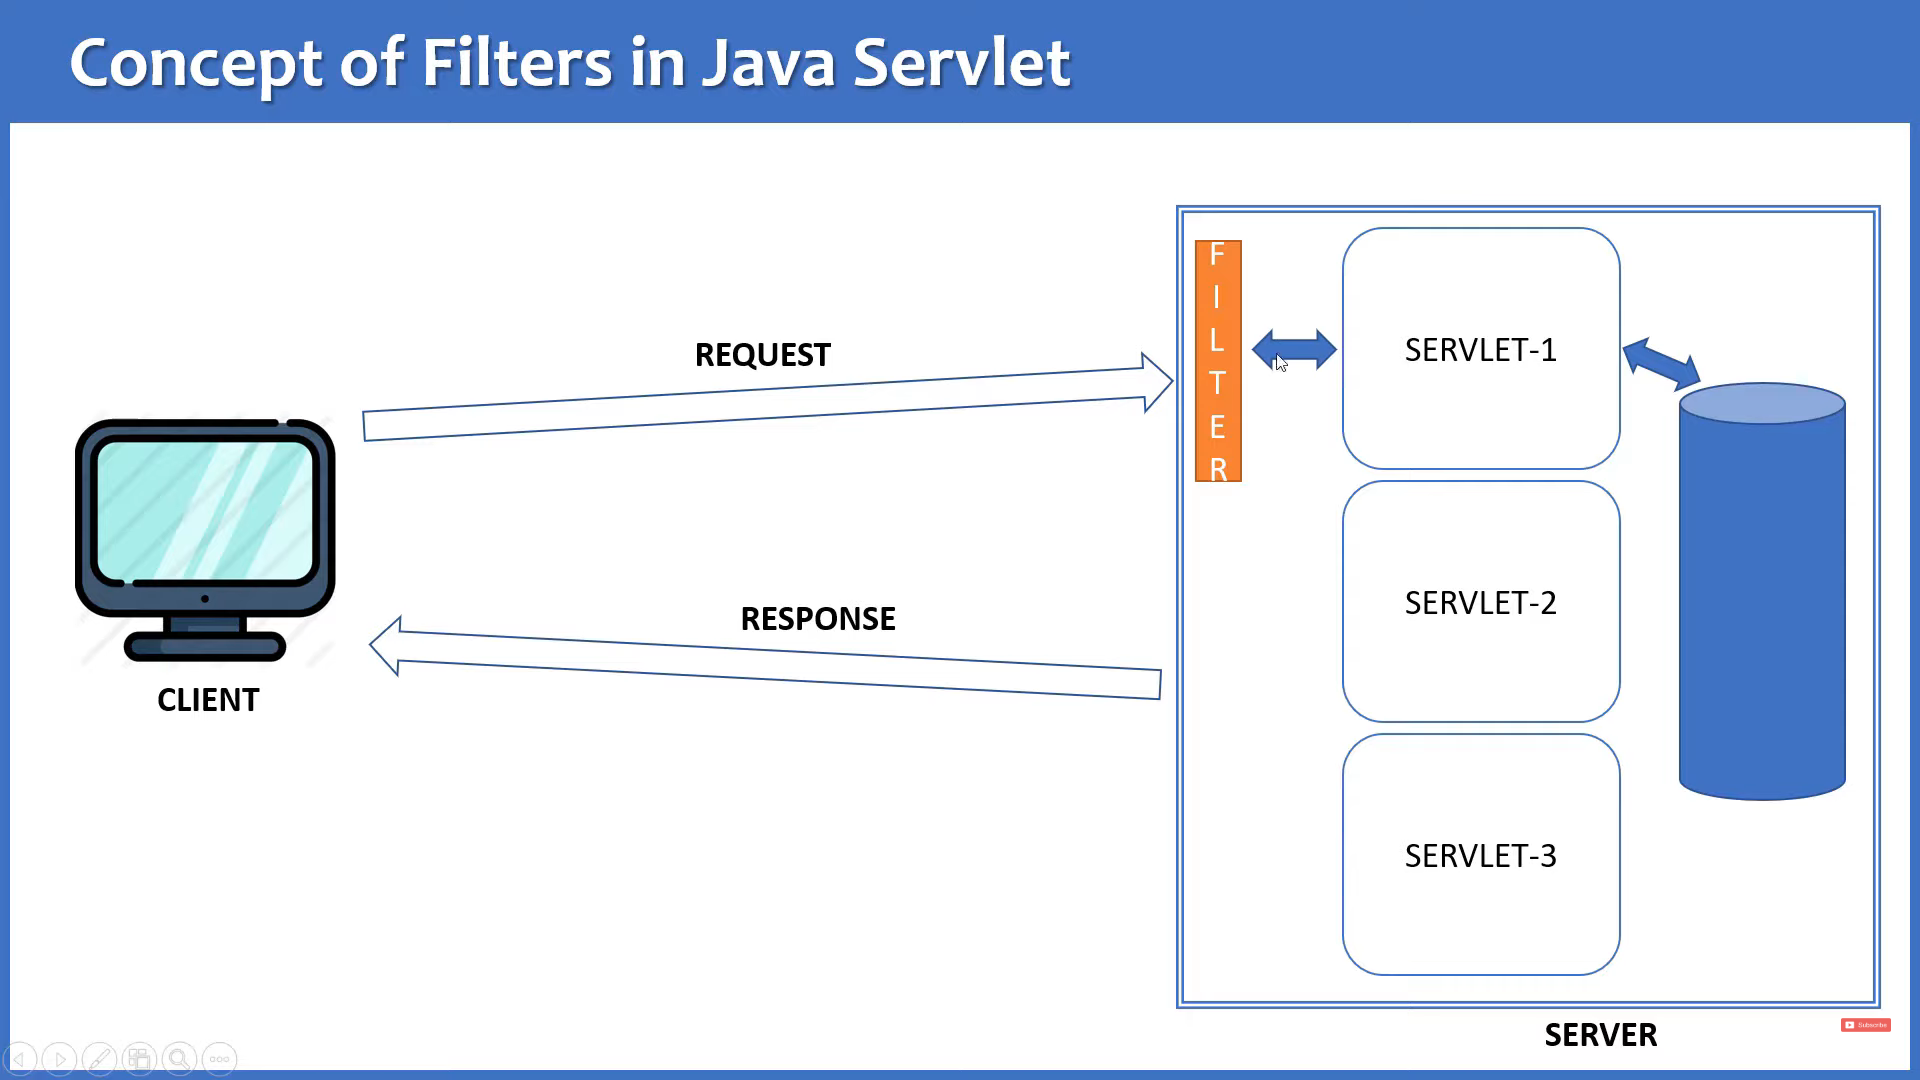 Concept of Filters in Java Servlet
REQUEST
F
I
L
T
E
R
SERVLET-1
SERVLET-2
RESPONSE
CLIENT
SERVLET-3
SERVER
Subscribe